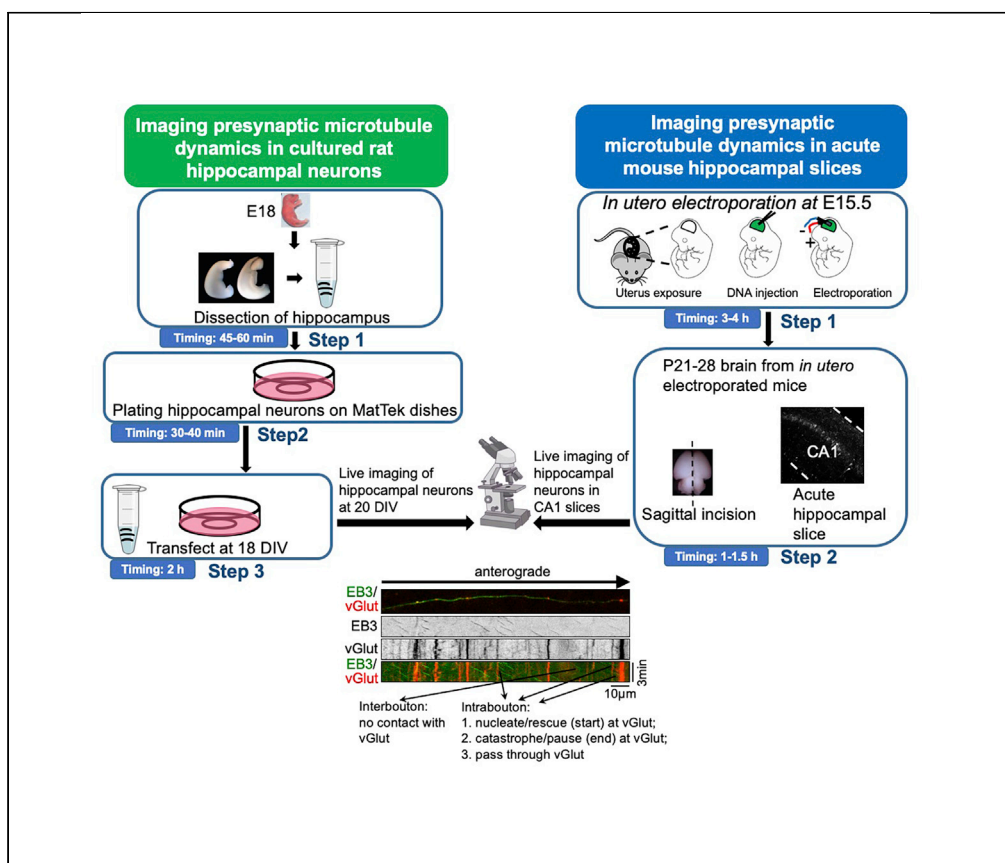 Imaging presynaptic microtubule
dynamics in cultured rat
hippocampal neurons
E18
Dissection of hippocampus
Timing: 45-60 min
Step 1
Plating hippocampal neurons on MatTek dishes
Timing: 30-40 min
Step2
Transfect at 18 DIV
Timing: 2 h
Step 3
Live imaging of
hippocampal neurons
at 20 DIV
Imaging presynaptic
microtubule dynamics in acute
mouse hippocampal slices
In utero electroporation at E15.5
- 
+
Uterus exposure
DNA injection
Electroporation
Timing: 3-4 h
Step 1
P21-28 brain from in utero
electroporated mice
CA1
Sagittal incision
Acute
hippocampal
slice
Timing: 1-1.5 h
Step 2
Live imaging of
hippocampal
neurons in
CA1 slices
anterograde
EB3/
vGlut
EB3
vGlut
EB3/
vGlut
3min
10μm
Interbouton:
no contact with
vGlut
Intrabouton:
1. nucleate/rescue (start) at vGlut;
2. catastrophe/pause (end) at vGlut;
3. pass through vGlut